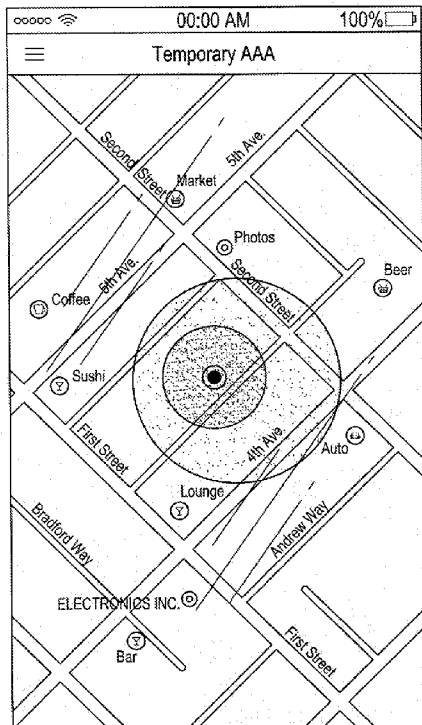 00:00 AM 100%
Temporary AAA
Second Street
Market
5th Ave.
Photos
5th Ave.
Second Street
Beer
Coffee
Sushi
First Street
4th Ave.
Auto
Lounge
Bradford Way
Andrew Way
ELECTRONICS INC.
Bar
First Street